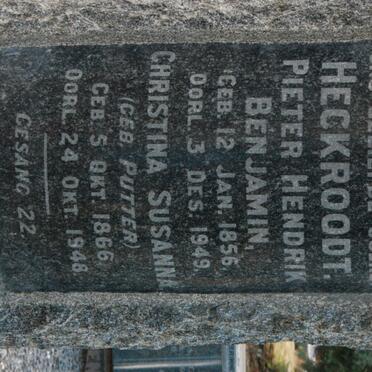 HECKROODT.
PIETER HENDRIK
BENJAMIN
GEB. 12 JAN. 1856,
OORL. 3 DES. 1949.
CHRISTINA SUSANNA
(GEB. PUTTER)
GEB. 5 OKT. 1866
OORL. 24 OKT. 1948
GESANG 22.